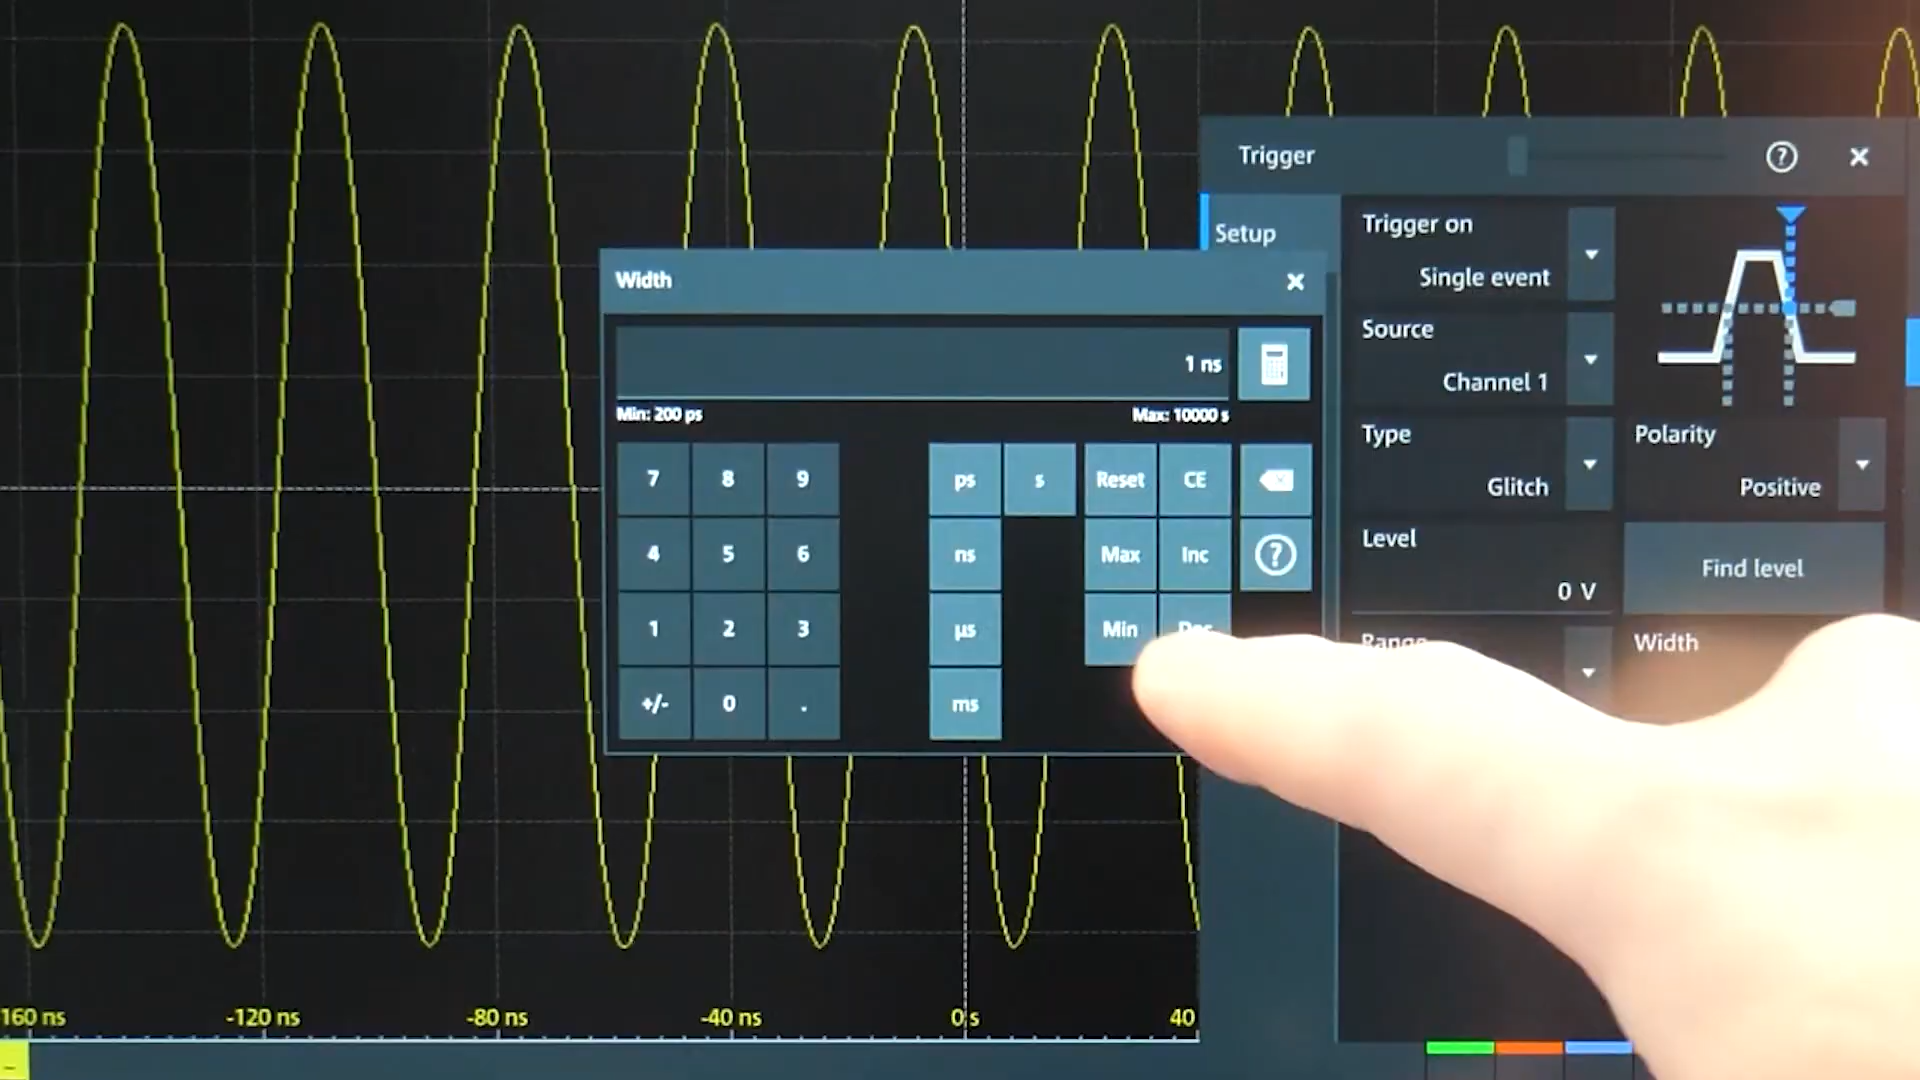 Trigger
?
×
Setup
Trigger on
Single event
Source
Channel 1
Type
Glitch
Polarity
Positive
Level
0 V
Find level
Range
Width
Width
×
1 ns
Min: 200 ps
Max: 10000 s
7 8 9 ps s Reset CE
4 5 6 ns Max Inc ?
1 2 3 µs Min Dec
+/- 0 . ms
160 ns -120 ns -80 ns -40 ns 0 s 40